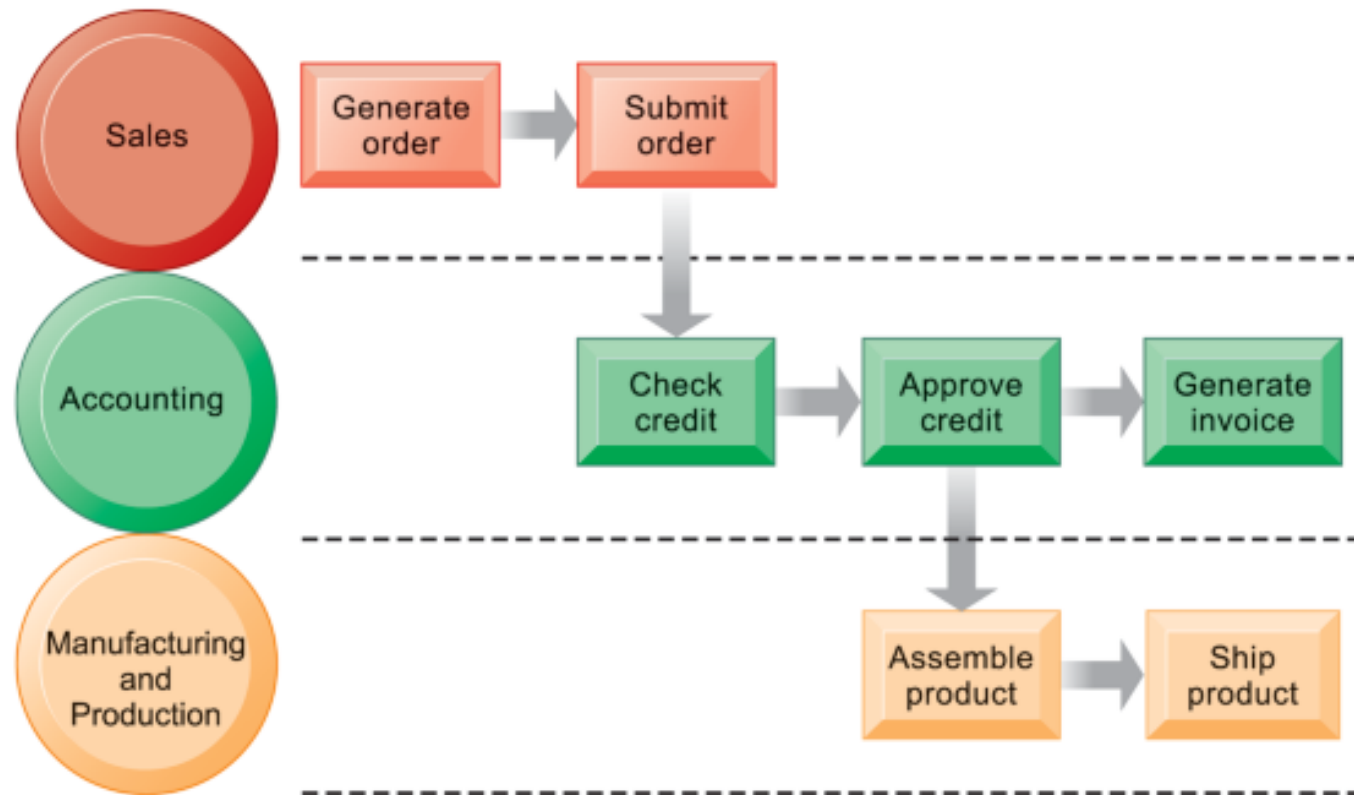 Sales
Generate
order
Submit
order
Accounting
Check
credit
Approve
credit
Generate
invoice
Manufacturing
and
Production
Assemble
product
Ship
product